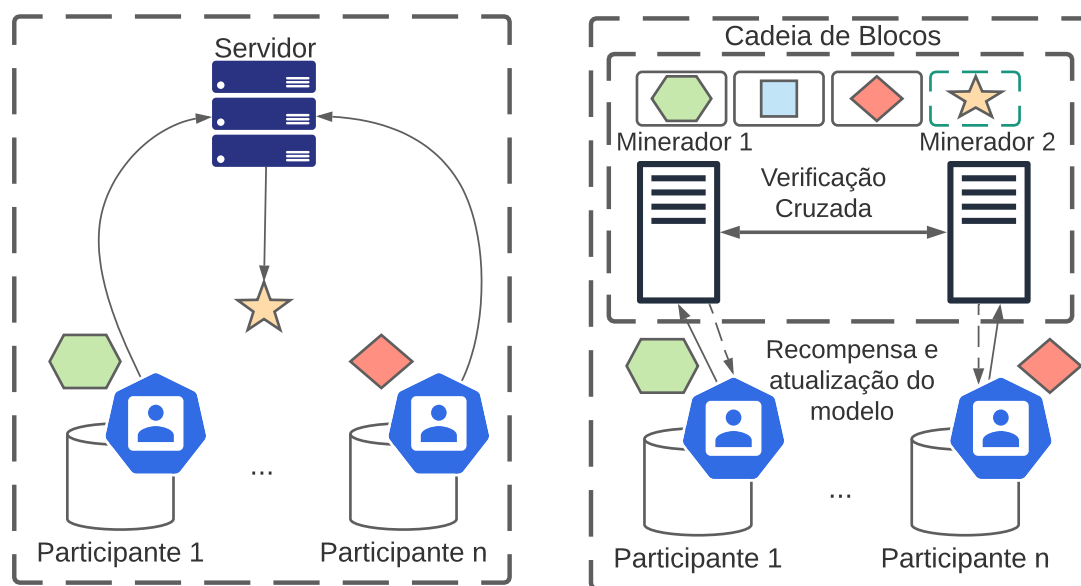 Servidor
...
Participante 1
Participante n
Cadeia de Blocos
Minerador 1
Minerador 2
Verificação
Cruzada
Recompensa e
atualização do
modelo
...
Participante 1
Participante n